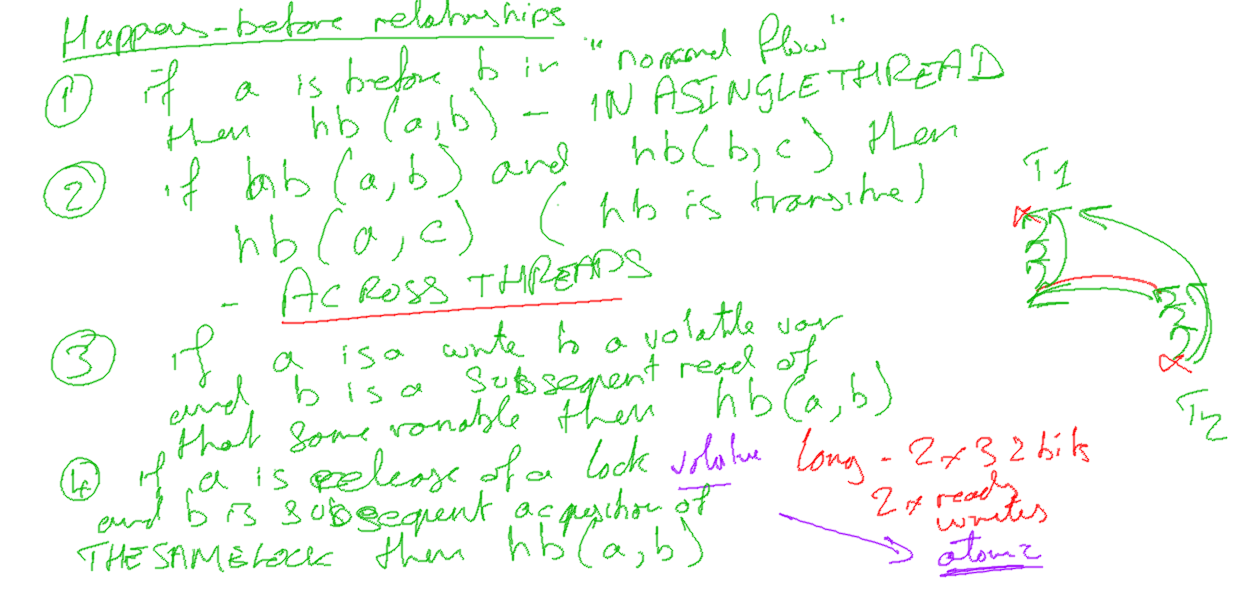 Happens-before relationships
① if a is before b in "normal flow"
then hb (a,b) - IN A SINGLE THREAD
② if hb (a,b) and hb(b,c) then
hb (a,c) (hb is transitive)
- ACROSS THREADS
③ if a is a write to a volatile var
and b is a subsequent read of
that same variable then hb(a,b)
④ if a is release of a lock
and b is subsequent acquisition of
THE SAME LOCK then hb(a,b)
volatile long - 2 x 32 bits
2 x reads
writes
atomic
T1
T2